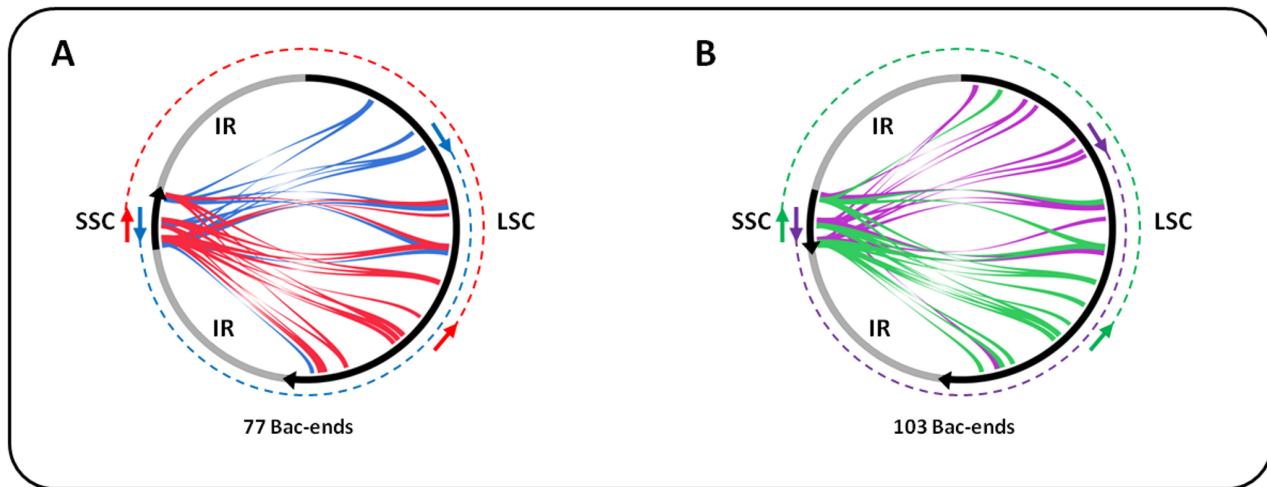 A
B
IR
IR
SSC
LSC
SSC
LSC
IR
IR
77 Bac-ends
103 Bac-ends